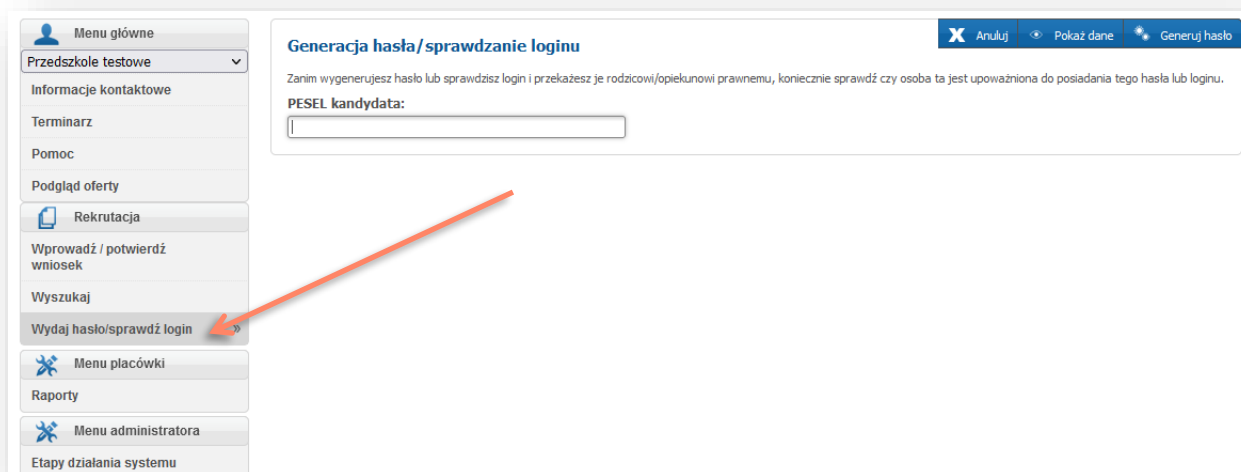 Menu główne
Przedszkole testowe
Informacje kontaktowe
Terminarz
Pomoc
Podgląd oferty
Rekrutacja
Wprowadź / potwierdź
wniosek
Wyszukaj
Wydaj hasło/sprawdź login »
Menu placówki
Raporty
Menu administratora
Etapy działania systemu
Generacja hasła/sprawdzanie loginu
X Anuluj Pokaż dane Generuj hasło
Zanim wygenerujesz hasło lub sprawdzisz login i przekażesz je rodzicowi/opiekunowi prawnemu, koniecznie sprawdź czy osoba ta jest upoważniona do posiadania tego hasła lub loginu.
PESEL kandydata: